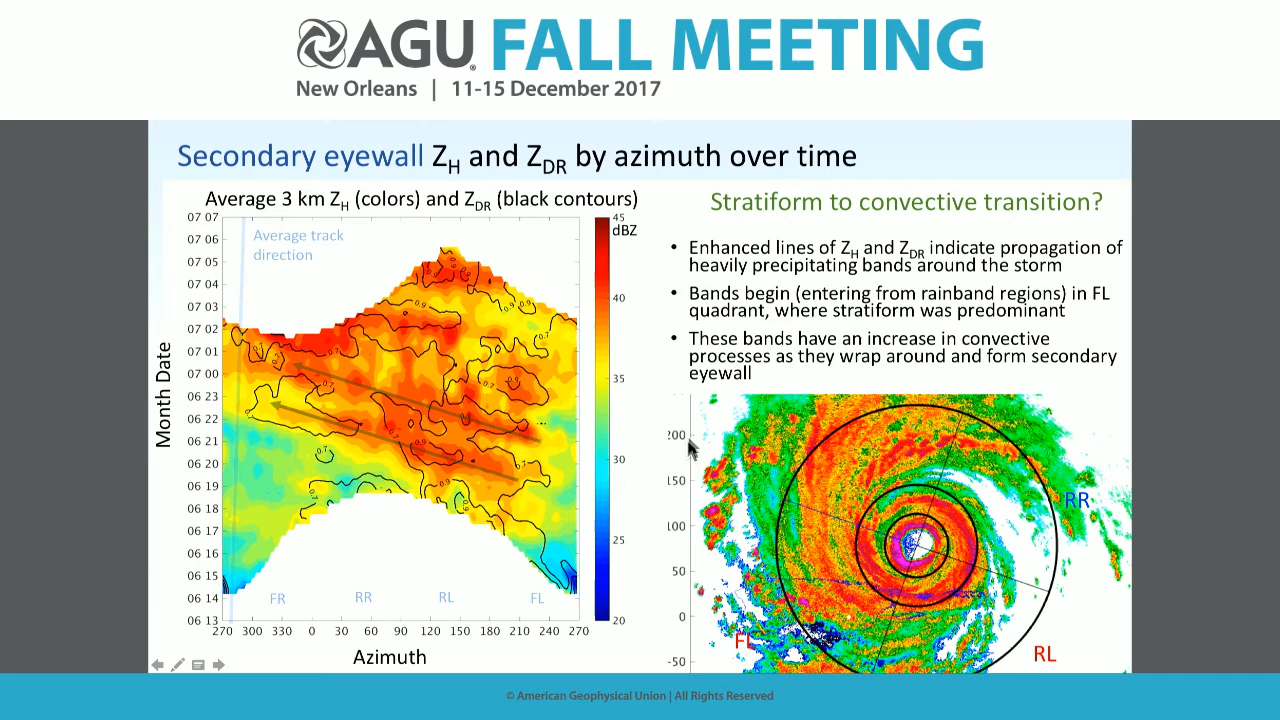 AGU FALL MEETING
New Orleans | 11-15 December 2017
Secondary eyewall ZH and ZDR by azimuth over time
Average 3 km ZH (colors) and ZDR (black contours)
07 07
07 06
07 05
07 04
07 03
07 02
07 01
07 00
06 23
06 22
06 21
06 20
06 19
06 18
06 17
06 16
06 15
06 14
06 13
Month Date
Average track
direction
FR RR RL FL
270 300 330 0 30 60 90 120 150 180 210 240 270
Azimuth
45
dBZ
40
35
30
25
20
Stratiform to convective transition?
• Enhanced lines of ZH and ZDR indicate propagation of
heavily precipitating bands around the storm
• Bands begin (entering from rainband regions) in FL
quadrant, where stratiform was predominant
• These bands have an increase in convective
processes as they wrap around and form secondary
eyewall
200
150
100
50
0
-50
RR
FL
RL
© American Geophysical Union | All Rights Reserved